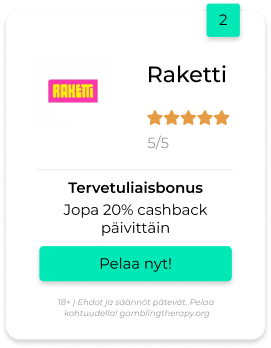 2
RAKETTI
Raketti
5/5
Tervetuliaisbonus
Jopa 20% cashback
päivittäin
Pelaa nyt!
18+ | Ehdot ja säännöt pätevät. Pelaa
kohtuudella! gamblingtherapy.org